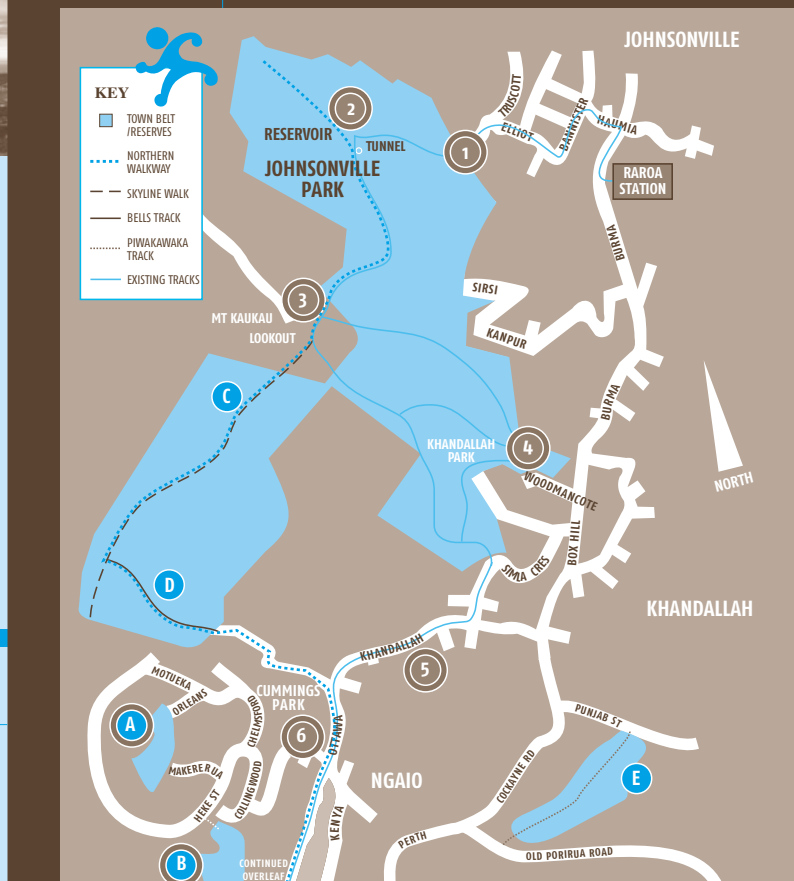 JOHNSONVILLE
KEY
TOWN BELT
/RESERVES
NORTHERN
WALKWAY
SKYLINE WALK
BELLS TRACK
PIWAKAWAKA
TRACK
EXISTING TRACKS
2
RESERVOIR
TUNNEL
JOHNSONVILLE
PARK
1
TRUSCOTT
ELLIOT
BANNISTER
HAUMIA
RAROA
STATION
BURMA
3
MT KAUKAU
LOOKOUT
SIRSI
KANPUR
C
BURMA
KHANDALLAH
PARK
4
WOODMANCOTE
NORTH
BOX HILL
SIMLA CRES
D
KHANDALLAH
KHANDALLAH
5
MOTUEKA
ORLEANS
CHELMSFORD
CUMMINGS
PARK
6
OTTAWA
A
MAKERERUA
HEKE ST
COLLINGWOOD
NGAIO
KENYA
PUNJAB ST
COCKAYNE RD
E
PERTH
OLD PORIRUA ROAD
B
CONTINUED
OVERLEAF